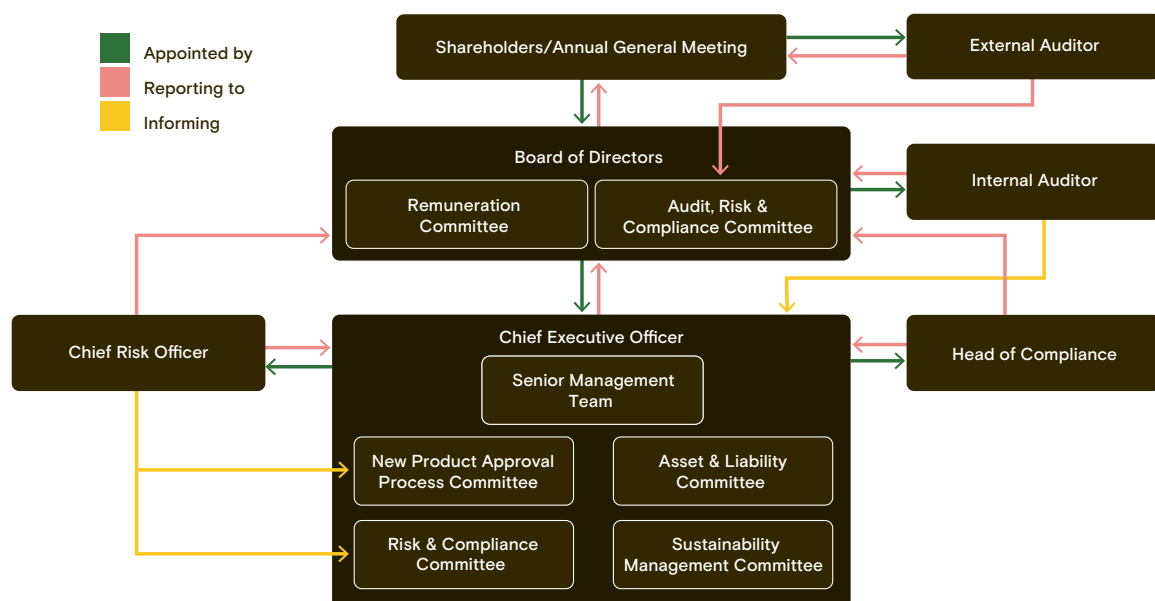 Appointed by
Reporting to
Informing
Shareholders/Annual General Meeting
External Auditor
Board of Directors
Remuneration
Committee
Audit, Risk &
Compliance Committee
Internal Auditor
Chief Risk Officer
Chief Executive Officer
Head of Compliance
Senior Management
Team
New Product Approval
Process Committee
Asset & Liability
Committee
Risk & Compliance
Committee
Sustainability
Management Committee